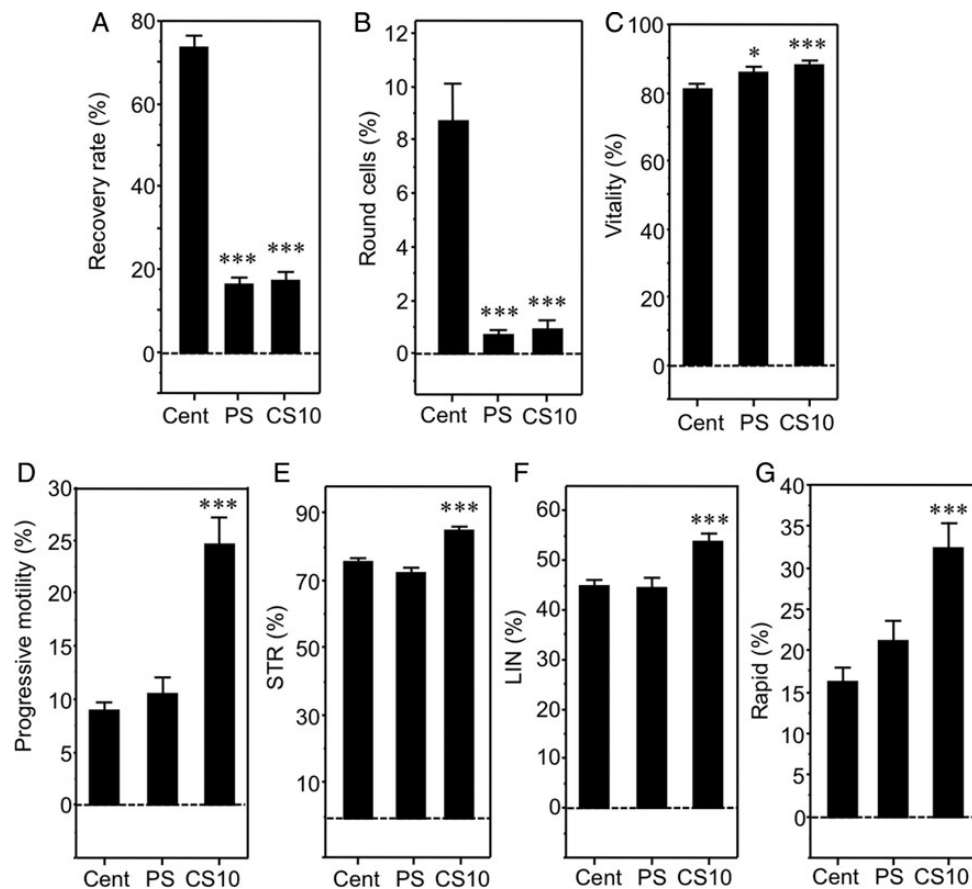 A
Recovery rate (%)
80
60
40
20
0
***
***
Cent PS CS10
B
Round cells (%)
12
10
8
6
4
2
0
***
***
Cent PS CS10
C
Vitality (%)
100
80
60
40
20
0
*
***
Cent PS CS10
D
Progressive motility (%)
30
25
20
15
10
5
0
***
Cent PS CS10
E
STR (%)
90
70
50
30
10
***
Cent PS CS10
F
LIN (%)
60
50
40
30
20
10
0
***
Cent PS CS10
G
Rapid (%)
40
35
30
25
20
15
10
5
0
***
Cent PS CS10